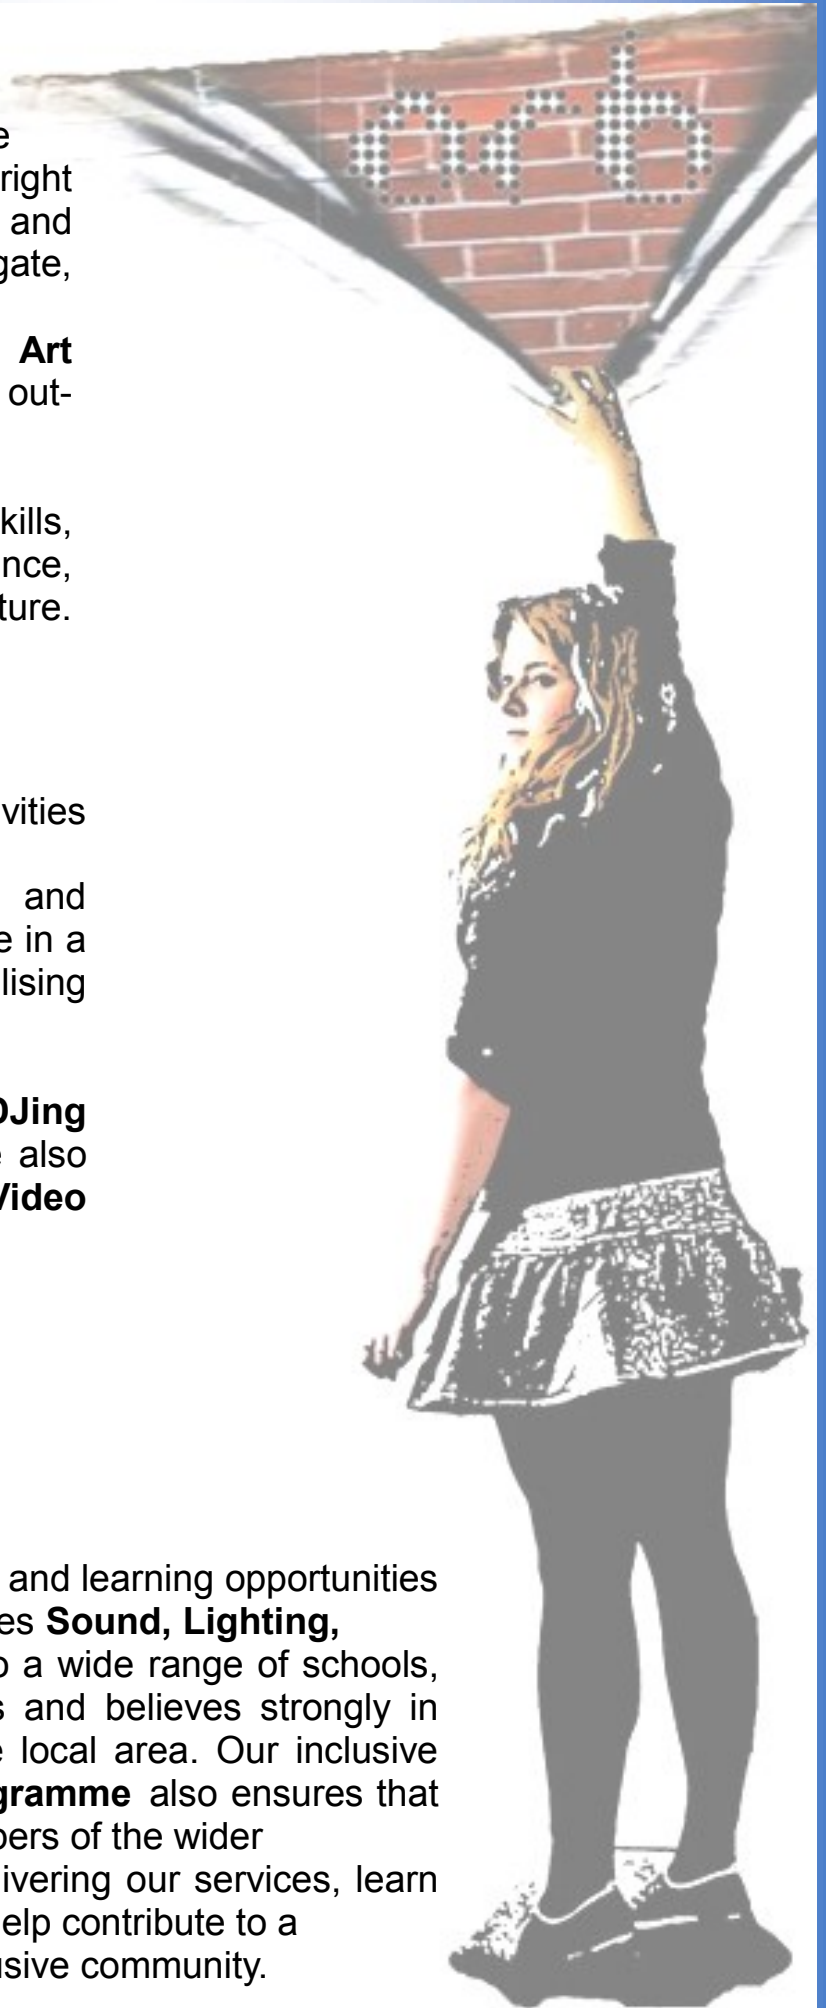 orb
e
right
and
gate,
Art
out-
kills,
nce,
ture.
vities
and
e in a
lising
DJing
e also
Video
and learning opportunities
es Sound, Lighting,
o a wide range of schools,
s and believes strongly in
e local area. Our inclusive
gramme also ensures that
bers of the wider
livering our services, learn
elp contribute to a
usive community.